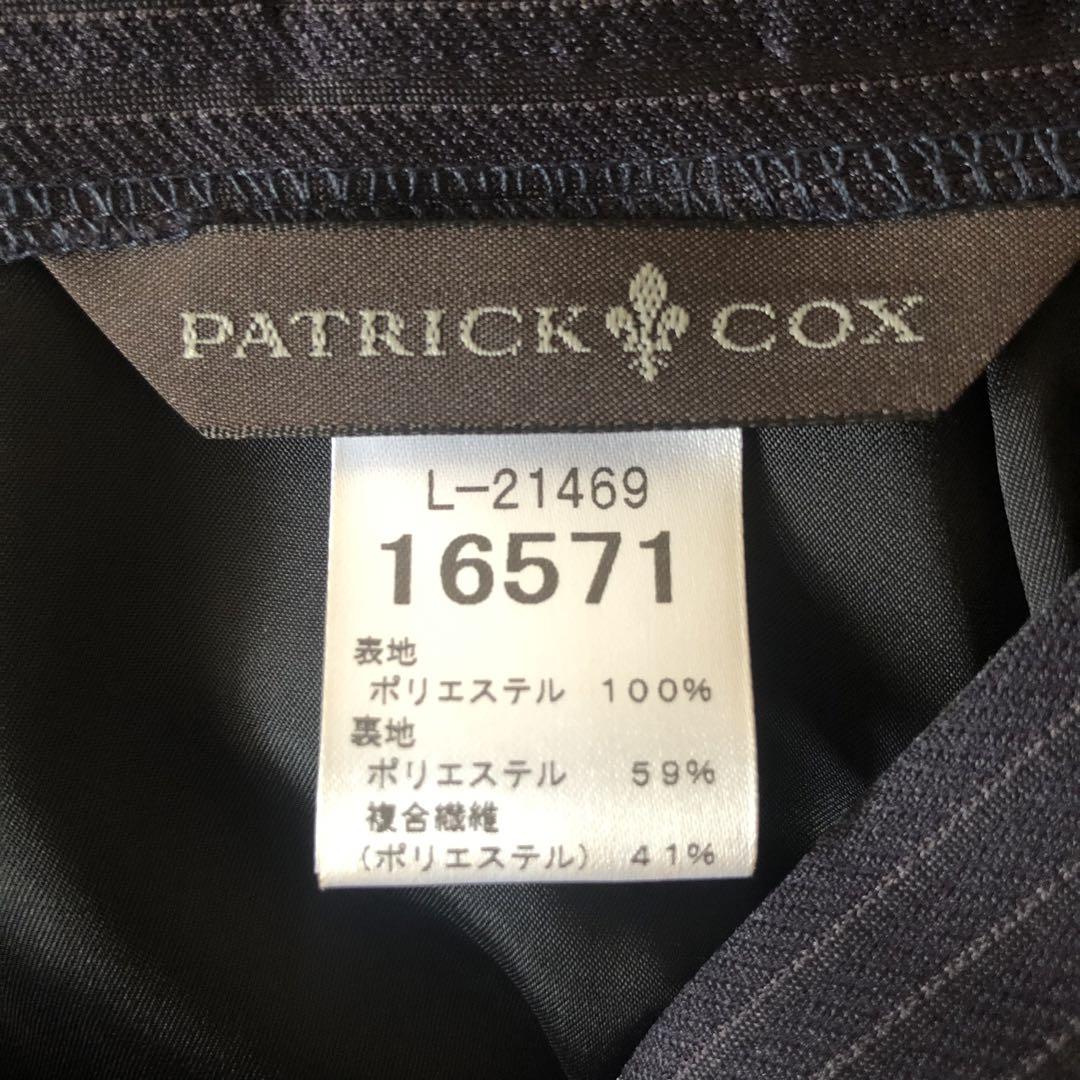 PATRICK COX
L-21469
16571
表地
ポリエステル 100%
裏地
ポリエステル 59%
複合繊維
(ポリエステル) 41%